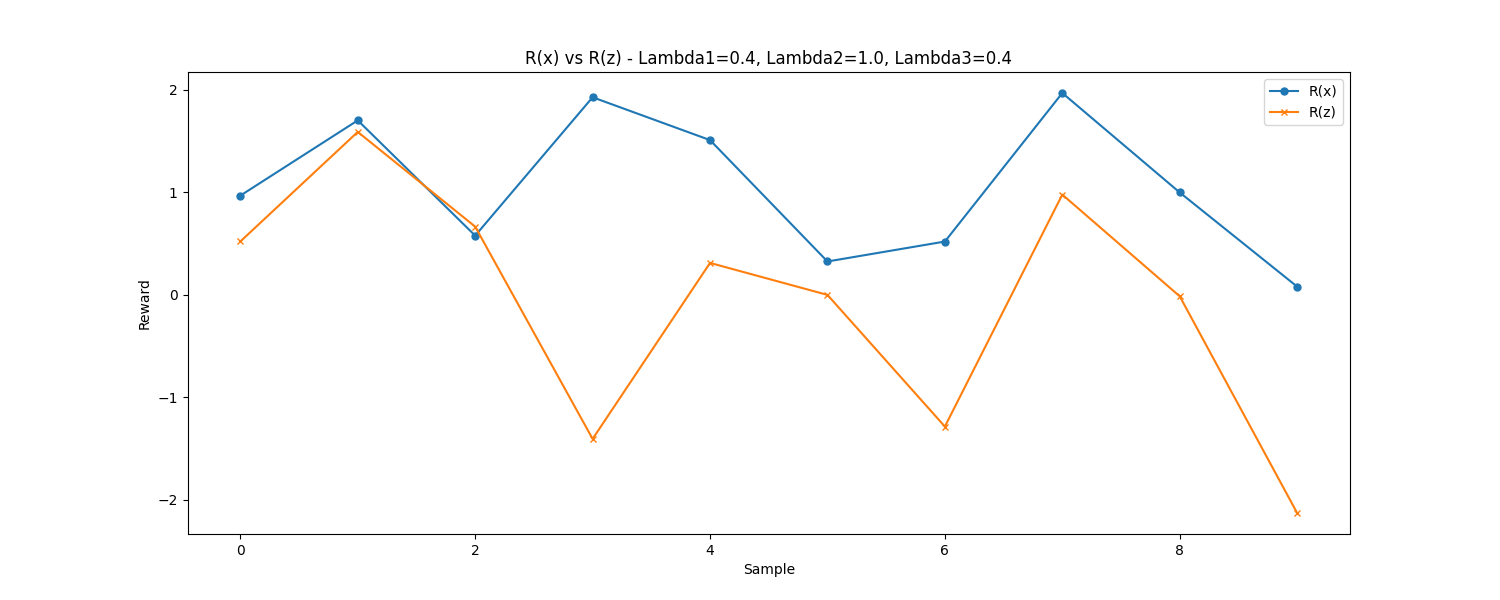 R(x) vs R(z) - Lambda1=0.4, Lambda2=1.0, Lambda3=0.4
R(x)
R(z)
2
1
0
−1
−2
Reward
0 2 4 6 8
Sample